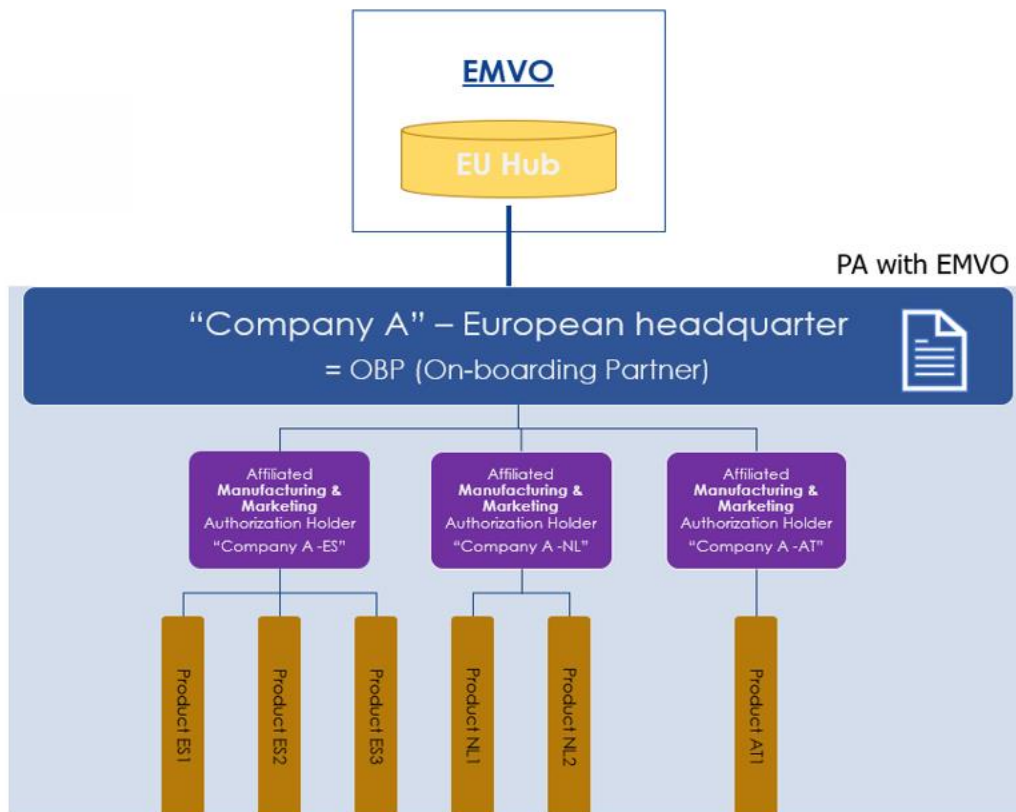 EMVO
EU Hub
PA with EMVO
“Company A” – European headquarter
= OBP (On-boarding Partner)
Affiliated
Manufacturing &
Marketing
Authorization Holder
“Company A -ES”
Affiliated
Manufacturing &
Marketing
Authorization Holder
“Company A -NL”
Affiliated
Manufacturing &
Marketing
Authorization Holder
“Company A -AT”
Product ES1
Product ES2
Product ES3
Product NL1
Product NL2
Product AT1